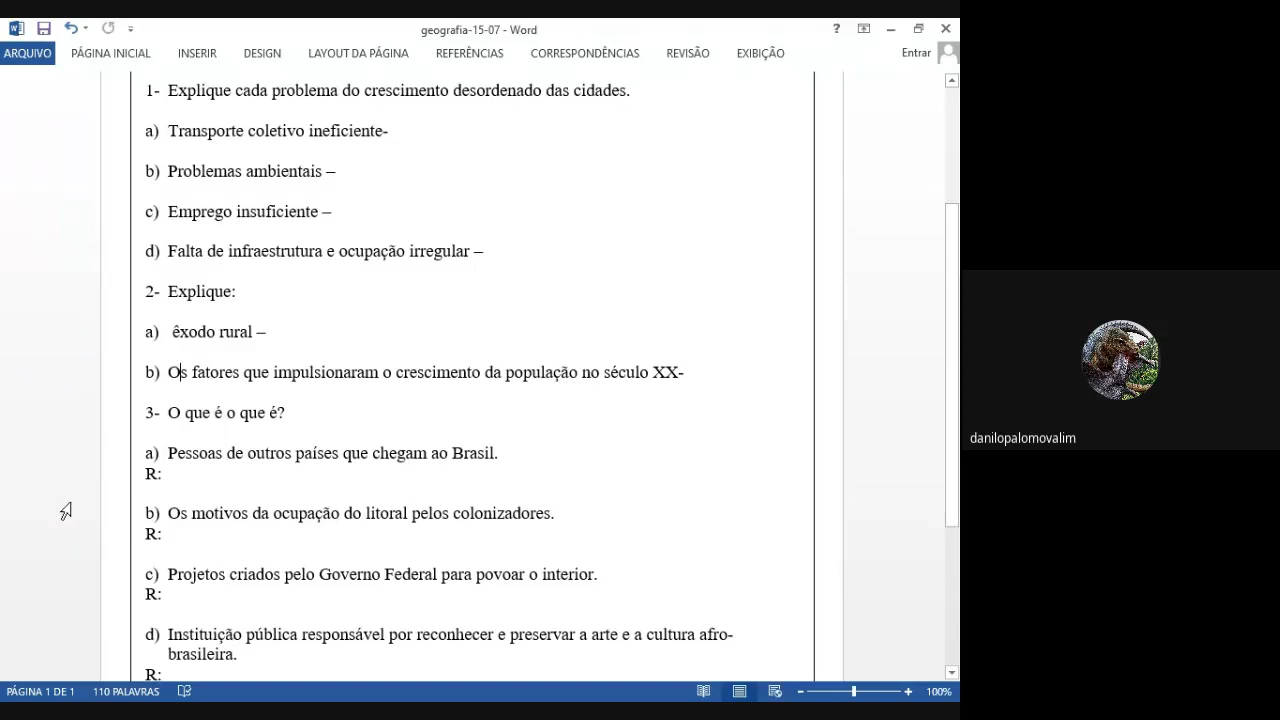 geografia-15-07 - Word
?
ARQUIVO PÁGINA INICIAL INSERIR DESIGN LAYOUT DA PÁGINA REFERÊNCIAS CORRESPONDÊNCIAS REVISÃO EXIBIÇÃO Entrar
1- Explique cada problema do crescimento desordenado das cidades.
a) Transporte coletivo ineficiente-
b) Problemas ambientais –
c) Emprego insuficiente –
d) Falta de infraestrutura e ocupação irregular –
2- Explique:
a) êxodo rural –
b) Os fatores que impulsionaram o crescimento da população no século XX-
3- O que é o que é?
a) Pessoas de outros países que chegam ao Brasil.
R:
b) Os motivos da ocupação do litoral pelos colonizadores.
R:
c) Projetos criados pelo Governo Federal para povoar o interior.
R:
d) Instituição pública responsável por reconhecer e preservar a arte e a cultura afro-
brasileira.
R:
PÁGINA 1 DE 1 110 PALAVRAS 100%
danilopalomovalim